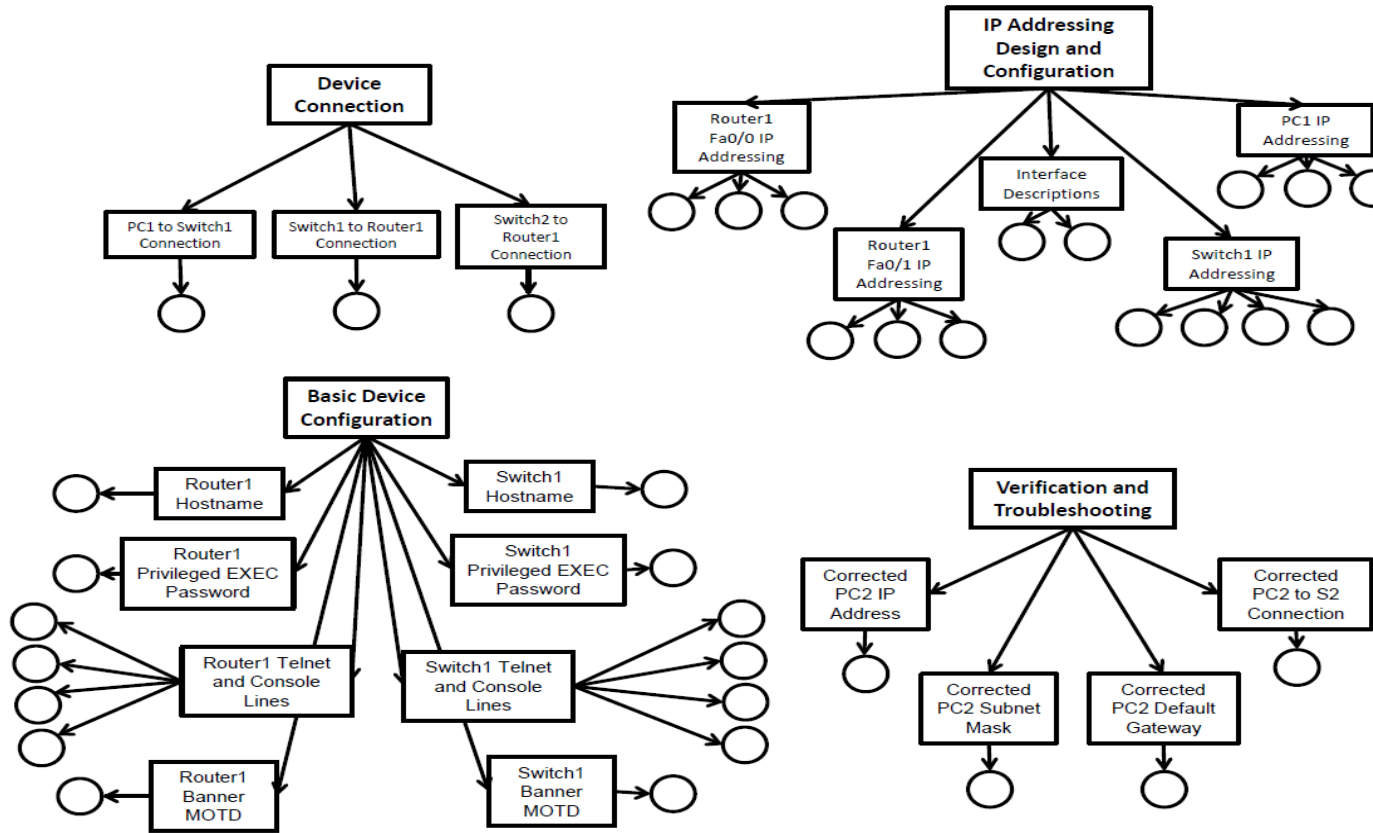 Device
Connection
PC1 to Switch1
Connection
Switch1 to Router1
Connection
Switch2 to
Router1
Connection
IP Addressing
Design and
Configuration
Router1
Fa0/0 IP
Addressing
Router1
Fa0/1 IP
Addressing
Interface
Descriptions
Switch1 IP
Addressing
PC1 IP
Addressing
Basic Device
Configuration
Router1
Hostname
Switch1
Hostname
Router1
Privileged EXEC
Password
Switch1
Privileged EXEC
Password
Router1 Telnet
and Console
Lines
Switch1 Telnet
and Console
Lines
Router1
Banner
MOTD
Switch1
Banner
MOTD
Verification and
Troubleshooting
Corrected
PC2 IP
Address
Corrected
PC2 Subnet
Mask
Corrected
PC2 Default
Gateway
Corrected
PC2 to S2
Connection